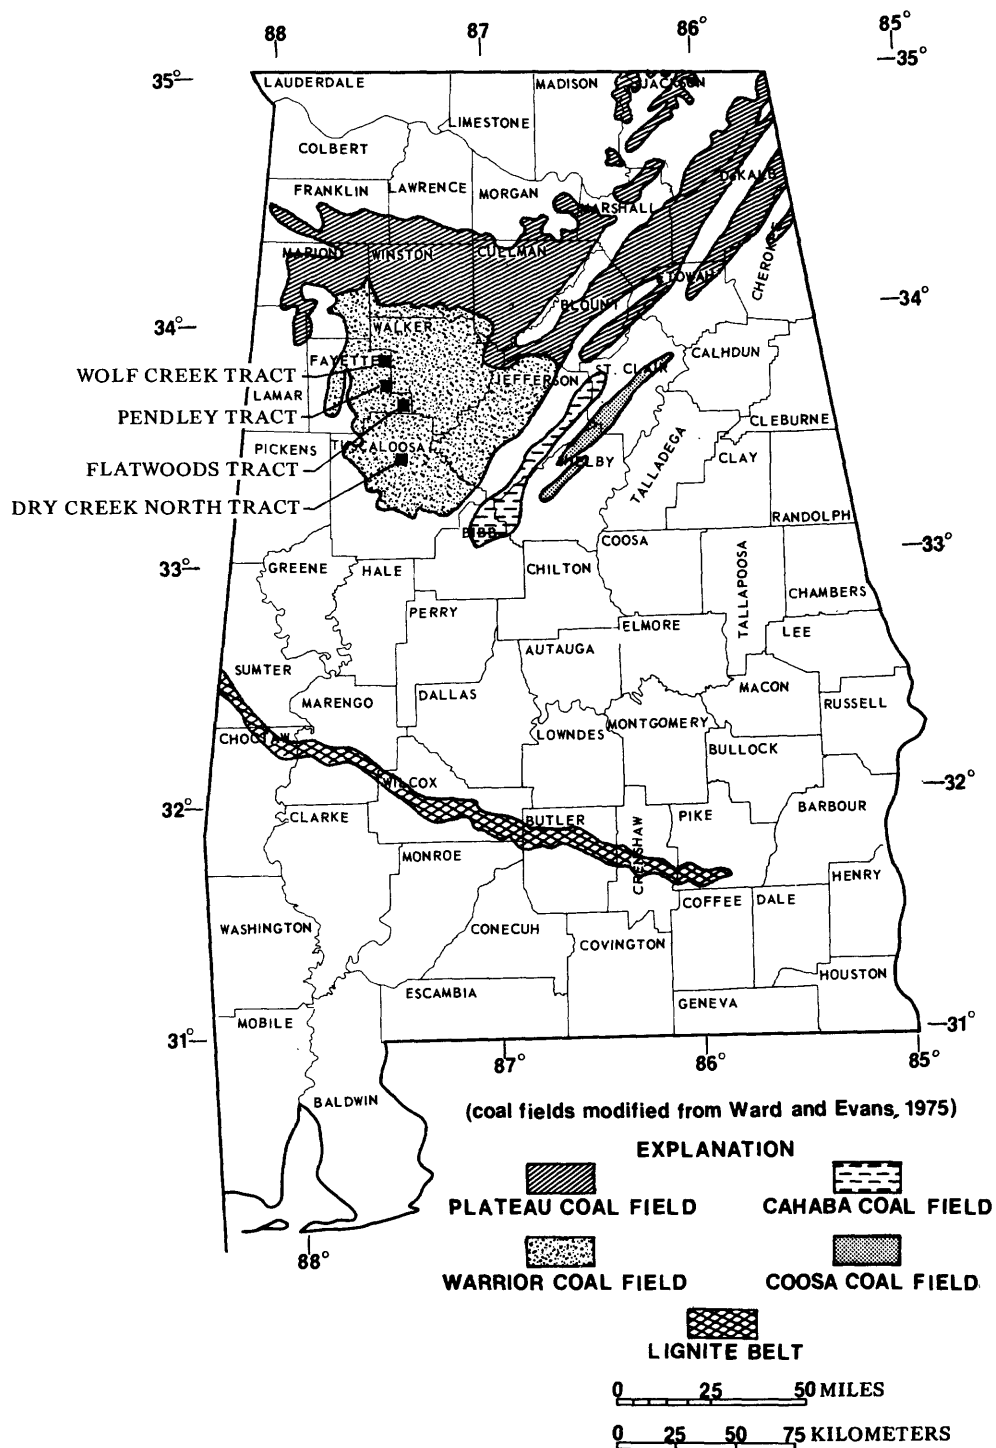 88 87 86° 85°
35° —35°
LAUDERDALE MADISON JACKSON
LIMESTONE
COLBERT
FRANKLIN LAWRENCE MORGAN DeKALB
MARSHALL
MARION WINSTON CULLMAN CHEROKEE
ETOWAH
—34°
BLOUNT
34° WALKER
CALHOUN
FAYETTE ST. CLAIR
WOLF CREEK TRACT JEFFERSON
LAMAR
PENDLEY TRACT CLEBURNE
PICKENS TUSCALOOSA TALLADEGA CLAY
FLATWOODS TRACT SHELBY
DRY CREEK NORTH TRACT
RANDOLPH
BIBB COOSA —33°
33° GREENE HALE CHILTON TALLAPOOSA
CHAMBERS
PERRY
ELMORE LEE
AUTAUGA
SUMTER
MARENGO DALLAS MACON
RUSSELL
CHOCTAW LOWNDES MONTGOMERY
BULLOCK
WILCOX —32°
32° CLARKE BUTLER PIKE BARBOUR
CRENSHAW
MONROE
HENRY
COFFEE DALE
WASHINGTON CONECUH
COVINGTON
HOUSTON
ESCAMBIA
GENEVA
MOBILE —31°
31°
87° 86° 85°
BALDWIN
(coal fields modified from Ward and Evans, 1975)
EXPLANATION
PLATEAU COAL FIELD CAHABA COAL FIELD
88°
WARRIOR COAL FIELD COOSA COAL FIELD
LIGNITE BELT
0 25 50 MILES
0 25 50 75 KILOMETERS